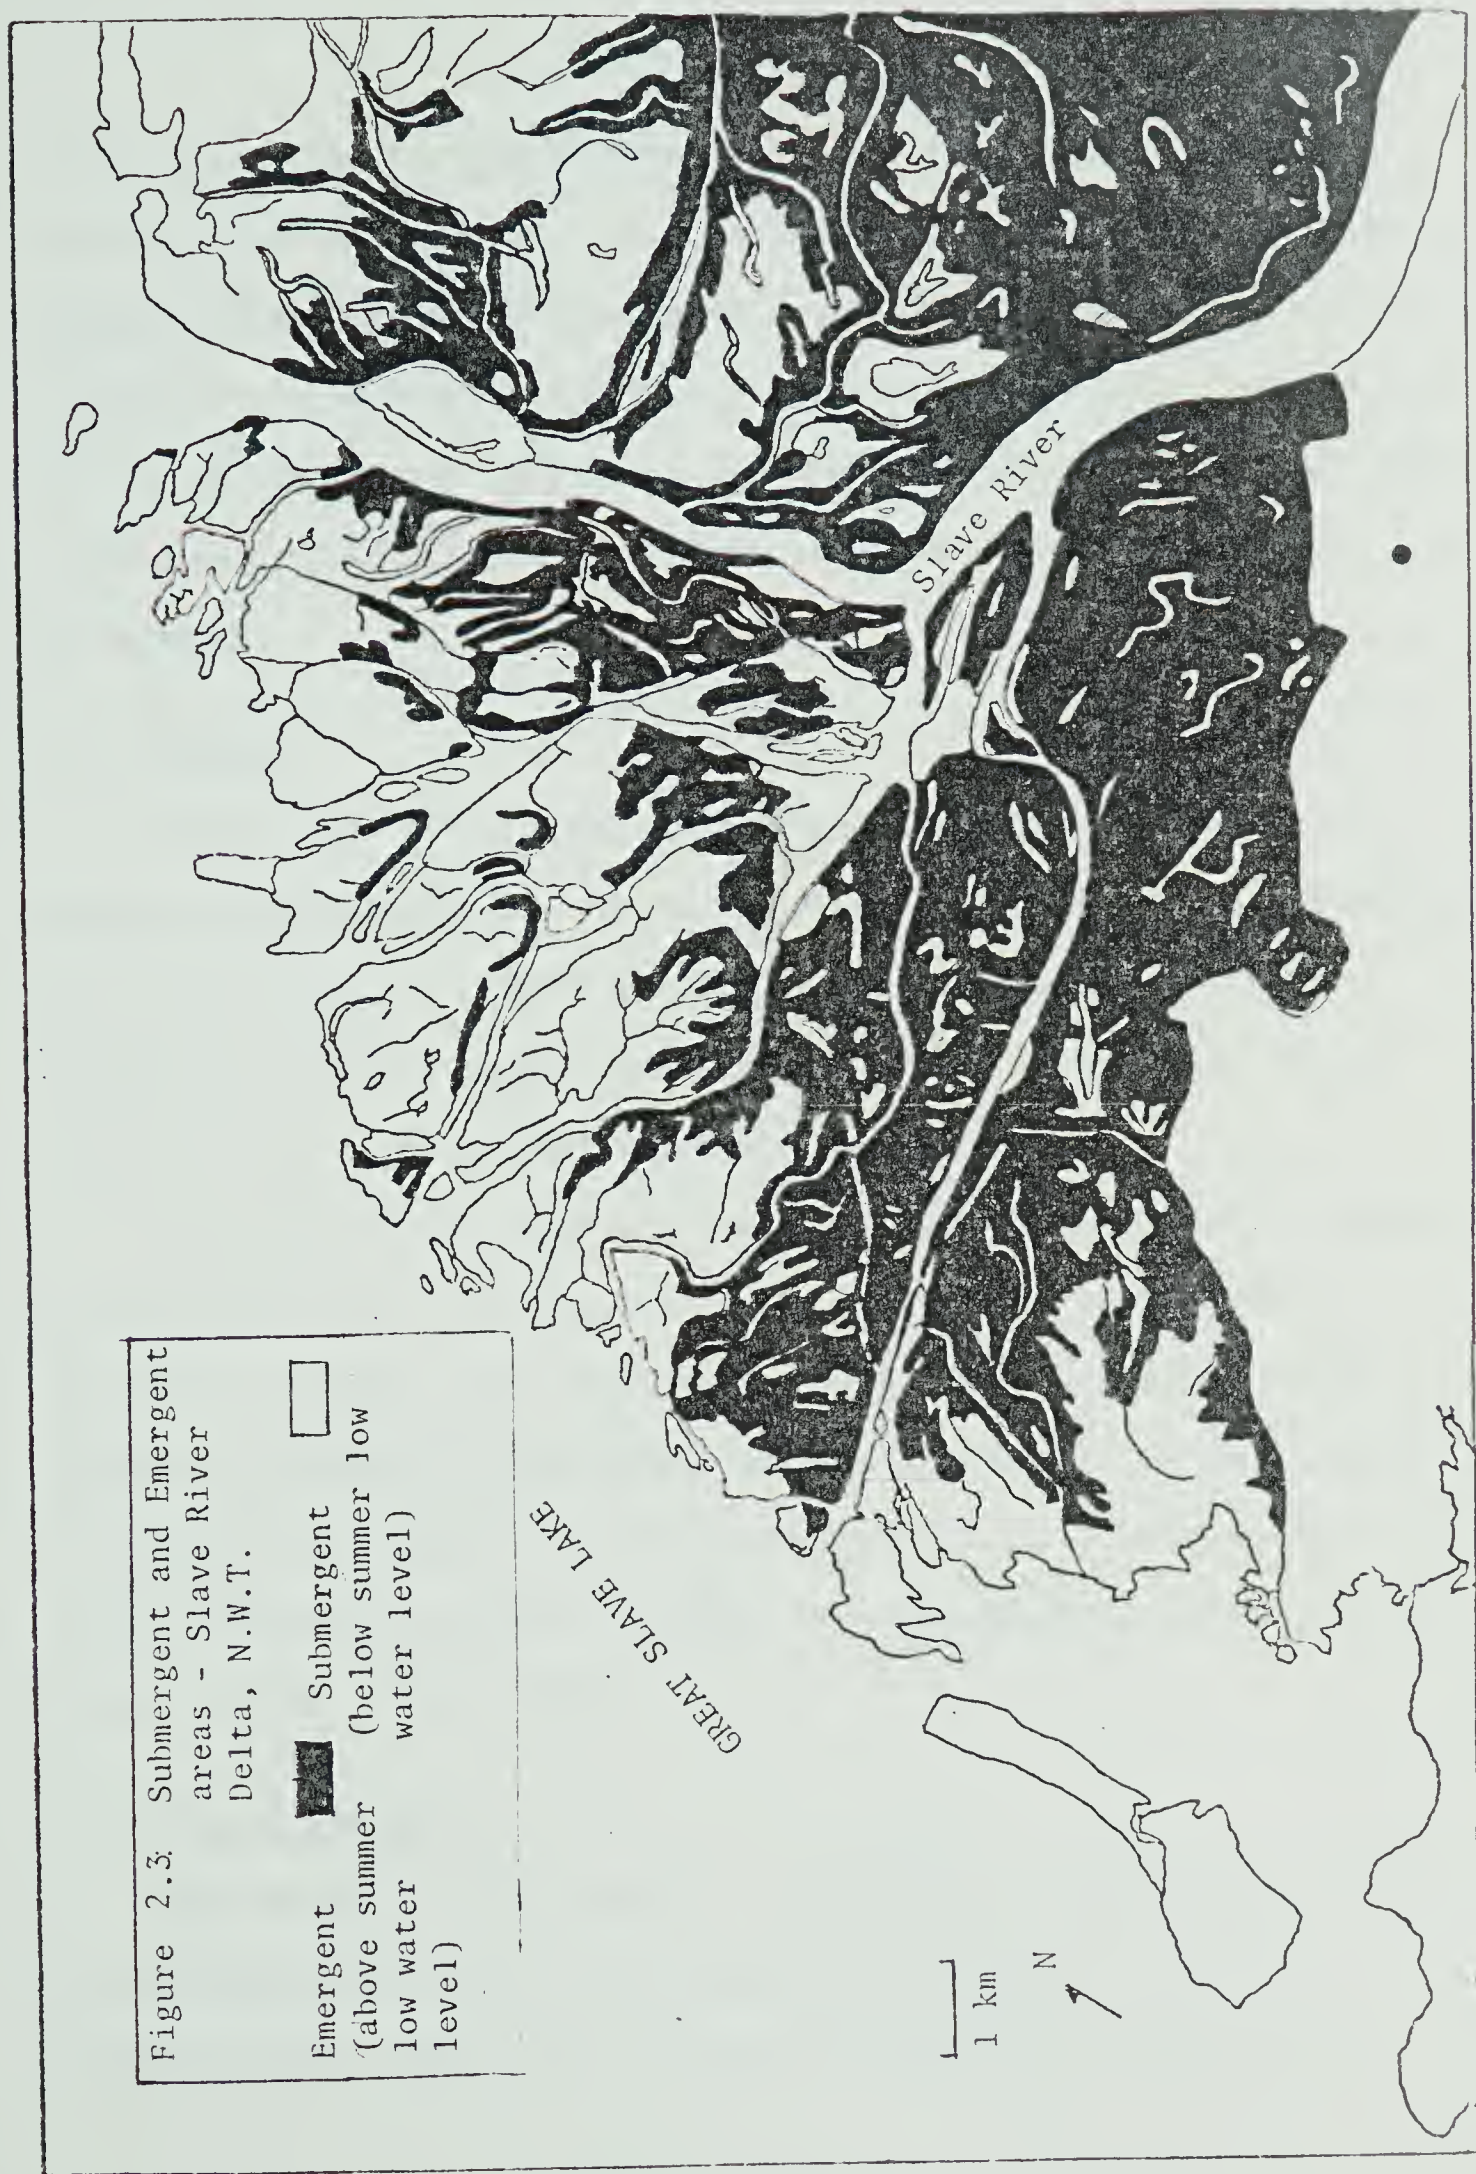 Figure 2.3. Submergent and Emergent
areas - Slave River
Delta, N.W.T.
Emergent
(above summer
low water
level)
Submergent
(below summer low
water level)
GREAT SLAVE LAKE
Slave River
1 km
N